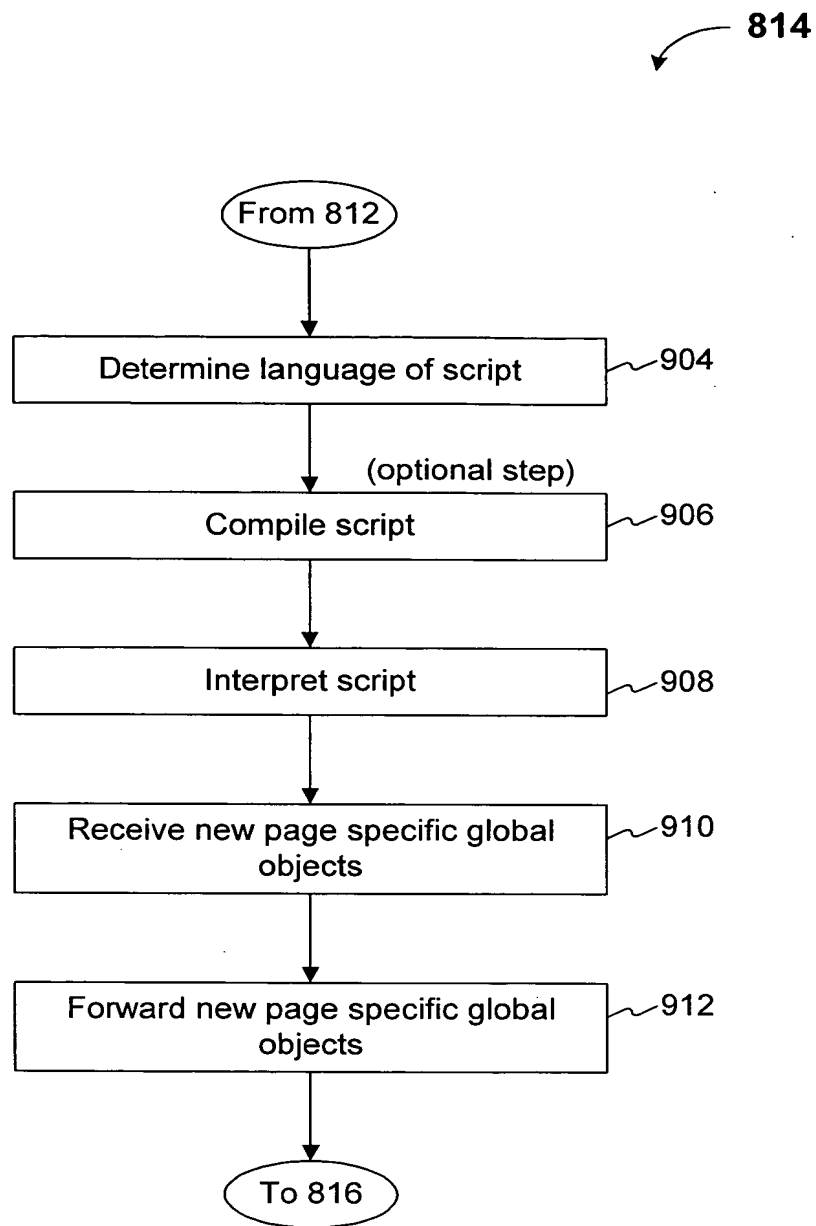 814
From 812
Determine language of script
904
(optional step)
Compile script
906
Interpret script
908
Receive new page specific global
objects
910
Forward new page specific global
objects
912
To 816